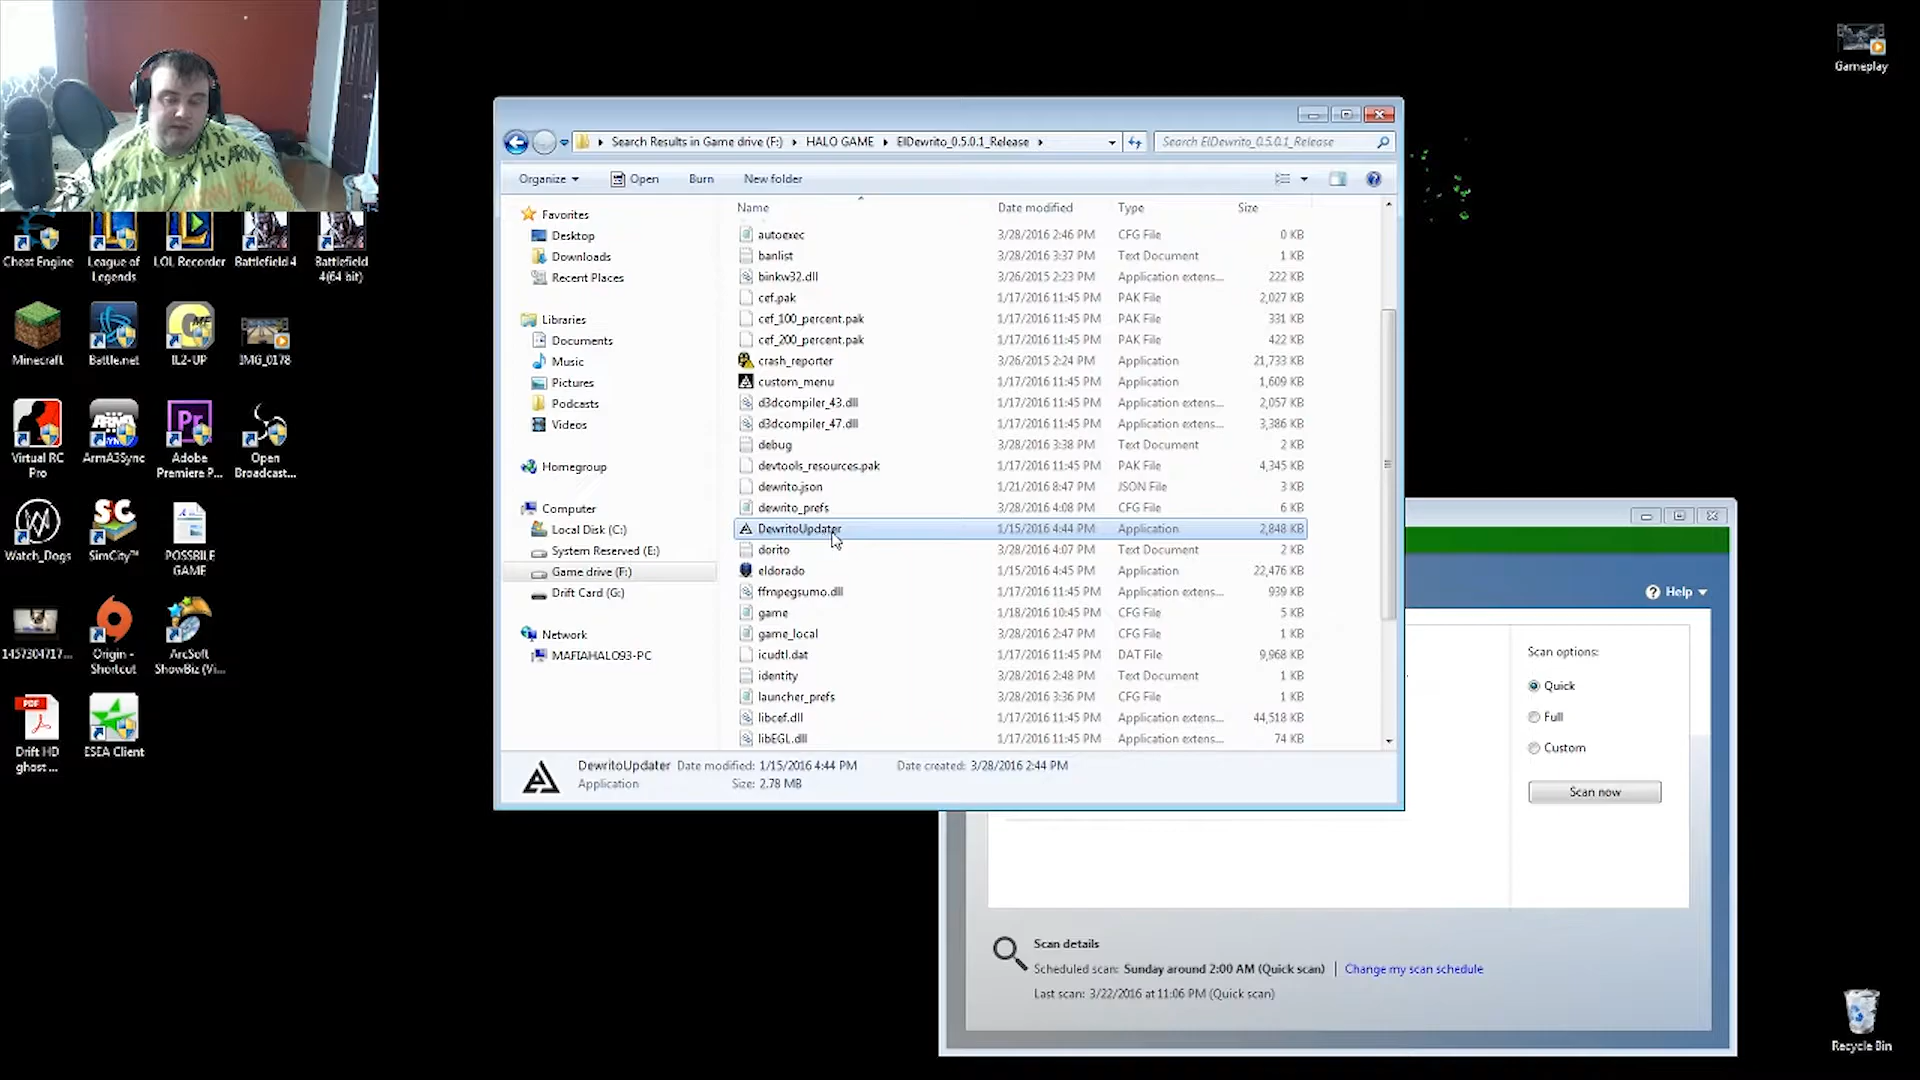 Gameplay
Search Results in Game drive (F:) HALO GAME ElDewrito_0.5.0.1_Release
Search ElDewrito_0.5.0.1_Release
Organize Open Burn New folder
Name Date modified Type Size
Favorites
Desktop
Downloads
Recent Places
Libraries
Documents
Music
Pictures
Podcasts
Videos
Homegroup
Computer
Local Disk (C:)
System Reserved (E:)
Game drive (F:)
Drift Card (G:)
Network
MAFIAHALO93-PC
autoexec 3/28/2016 2:46 PM CFG File 0 KB
banlist 3/28/2016 3:37 PM Text Document 1 KB
binkw32.dll 3/26/2015 2:23 PM Application extens... 222 KB
cef.pak 1/17/2016 11:45 PM PAK File 2,027 KB
cef_100_percent.pak 1/17/2016 11:45 PM PAK File 331 KB
cef_200_percent.pak 1/17/2016 11:45 PM PAK File 422 KB
crash_reporter 3/26/2015 2:24 PM Application 21,733 KB
custom_menu 1/17/2016 11:45 PM Application 1,609 KB
d3dcompiler_43.dll 1/17/2016 11:45 PM Application extens... 2,057 KB
d3dcompiler_47.dll 1/17/2016 11:45 PM Application extens... 3,386 KB
debug 3/28/2016 3:38 PM Text Document 2 KB
devtools_resources.pak 1/17/2016 11:45 PM PAK File 4,345 KB
dewrito.json 1/21/2016 8:47 PM JSON File 3 KB
dewrito_prefs 3/28/2016 4:08 PM CFG File 6 KB
DewritoUpdater 1/15/2016 4:44 PM Application 2,848 KB
dorito 3/28/2016 4:07 PM Text Document 2 KB
eldorado 1/15/2016 4:45 PM Application 22,476 KB
ffmpegsumo.dll 1/17/2016 11:45 PM Application extens... 939 KB
game 1/18/2016 10:45 PM CFG File 5 KB
game_local 3/28/2016 2:47 PM CFG File 1 KB
icudtl.dat 1/17/2016 11:45 PM DAT File 9,968 KB
identity 3/28/2016 2:48 PM Text Document 1 KB
launcher_prefs 3/28/2016 3:36 PM CFG File 1 KB
libcef.dll 1/17/2016 11:45 PM Application extens... 44,518 KB
libEGL.dll 1/17/2016 11:45 PM Application extens... 74 KB
DewritoUpdater Date modified: 1/15/2016 4:44 PM Date created: 3/28/2016 2:44 PM
Application Size: 2.78 MB
Cheat Engine
League of
Legends
LOL Recorder
Battlefield 4
Battlefield
4(64 bit)
Minecraft
Battle.net
IL2-UP
IMG_0178
Virtual RC
Pro
ArmA3Sync
Adobe
Premiere P...
Open
Broadcast...
Watch_Dogs
SimCity™
POSSBILE
GAME
1457304717...
Origin -
Shortcut
ArcSoft
ShowBiz (Vi...
Drift HD
ghost ...
ESEA Client
Help
Scan options:
Quick
Full
Custom
Scan now
Scan details
Scheduled scan: Sunday around 2:00 AM (Quick scan) | Change my scan schedule
Last scan: 3/22/2016 at 11:06 PM (Quick scan)
Recycle Bin